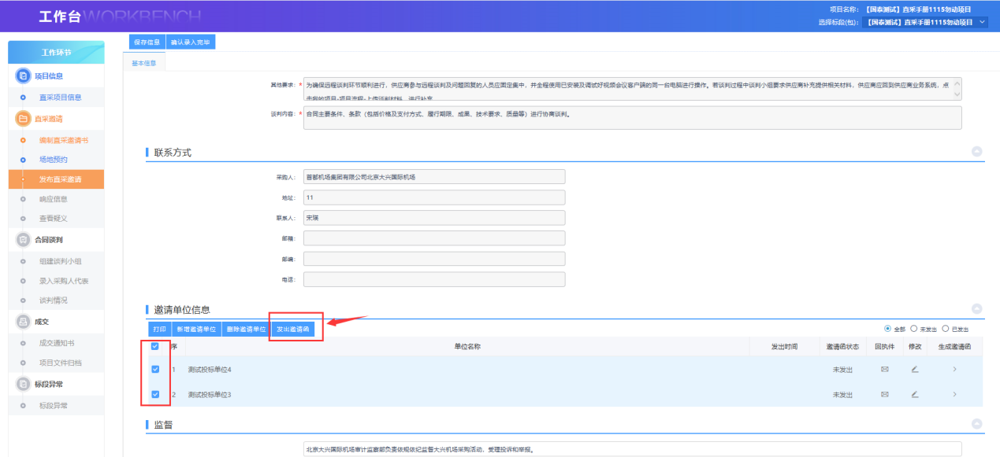 工作台WORKBENCH
项目名称： 【国泰测试】直采手册1115勿动项目
选择标段(包)： 【国泰测试】直采手册1115勿动项目
工作环节
项目信息
直采项目信息
直采邀请
编制直采邀请书
场地预约
发布直采邀请
响应信息
查看疑义
合同谈判
组建谈判小组
录入采购人代表
谈判情况
成交
成交通知书
项目文件归档
标段异常
标段异常
保存信息 确认录入完毕
基本信息
其他要求： * 为确保远程谈判环节顺利进行，供应商参与远程谈判及问题回复的人员应固定集中，并全程使用已安装及调试好视频会议客户端的同一台电脑进行操作。若谈判过程中谈判小组要求供应商补充提供相关材料，供应商应回到供应商业务系统，点
击我的项目-项目流程-上传谈判材料，进行补充
谈判内容： * 合同主要条件、条款（包括价格及支付方式、履行期限、成果、技术要求、质量等）进行协商谈判。
联系方式
采购人： 首都机场集团有限公司北京大兴国际机场
地址： 11
联系人： 宋瑛
邮箱：
邮编：
电话：
邀请单位信息
打印 新增邀请单位 删除邀请单位 发出邀请函
全部 未发出 已发出
序 单位名称 发出时间 邀请函状态 回执件 修改 生成邀请函
1 测试投标单位4 未发出
2 测试投标单位3 未发出
监督
北京大兴国际机场审计监察部负责依规依纪监督大兴机场采购活动、受理投诉和举报。